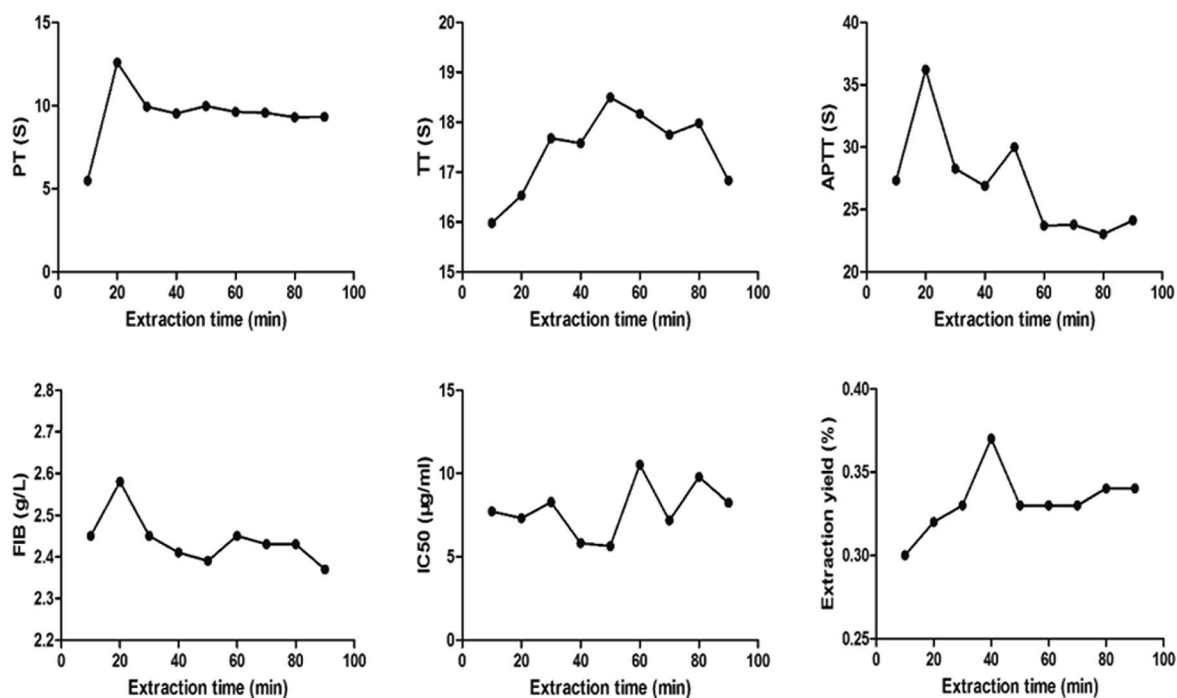 PT (S)
15
10
5
0
0 20 40 60 80 100
Extraction time (min)
TT (S)
20
19
18
17
16
15
0 20 40 60 80 100
Extraction time (min)
APTT (S)
40
35
30
25
20
0 20 40 60 80 100
Extraction time (min)
FIB (g/L)
2.8
2.7
2.6
2.5
2.4
2.3
2.2
0 20 40 60 80 100
Extraction time (min)
IC50 (µg/ml)
15
10
5
0
0 20 40 60 80 100
Extraction time (min)
Extraction yield (%)
0.40
0.35
0.30
0.25
0 20 40 60 80 100
Extraction time (min)